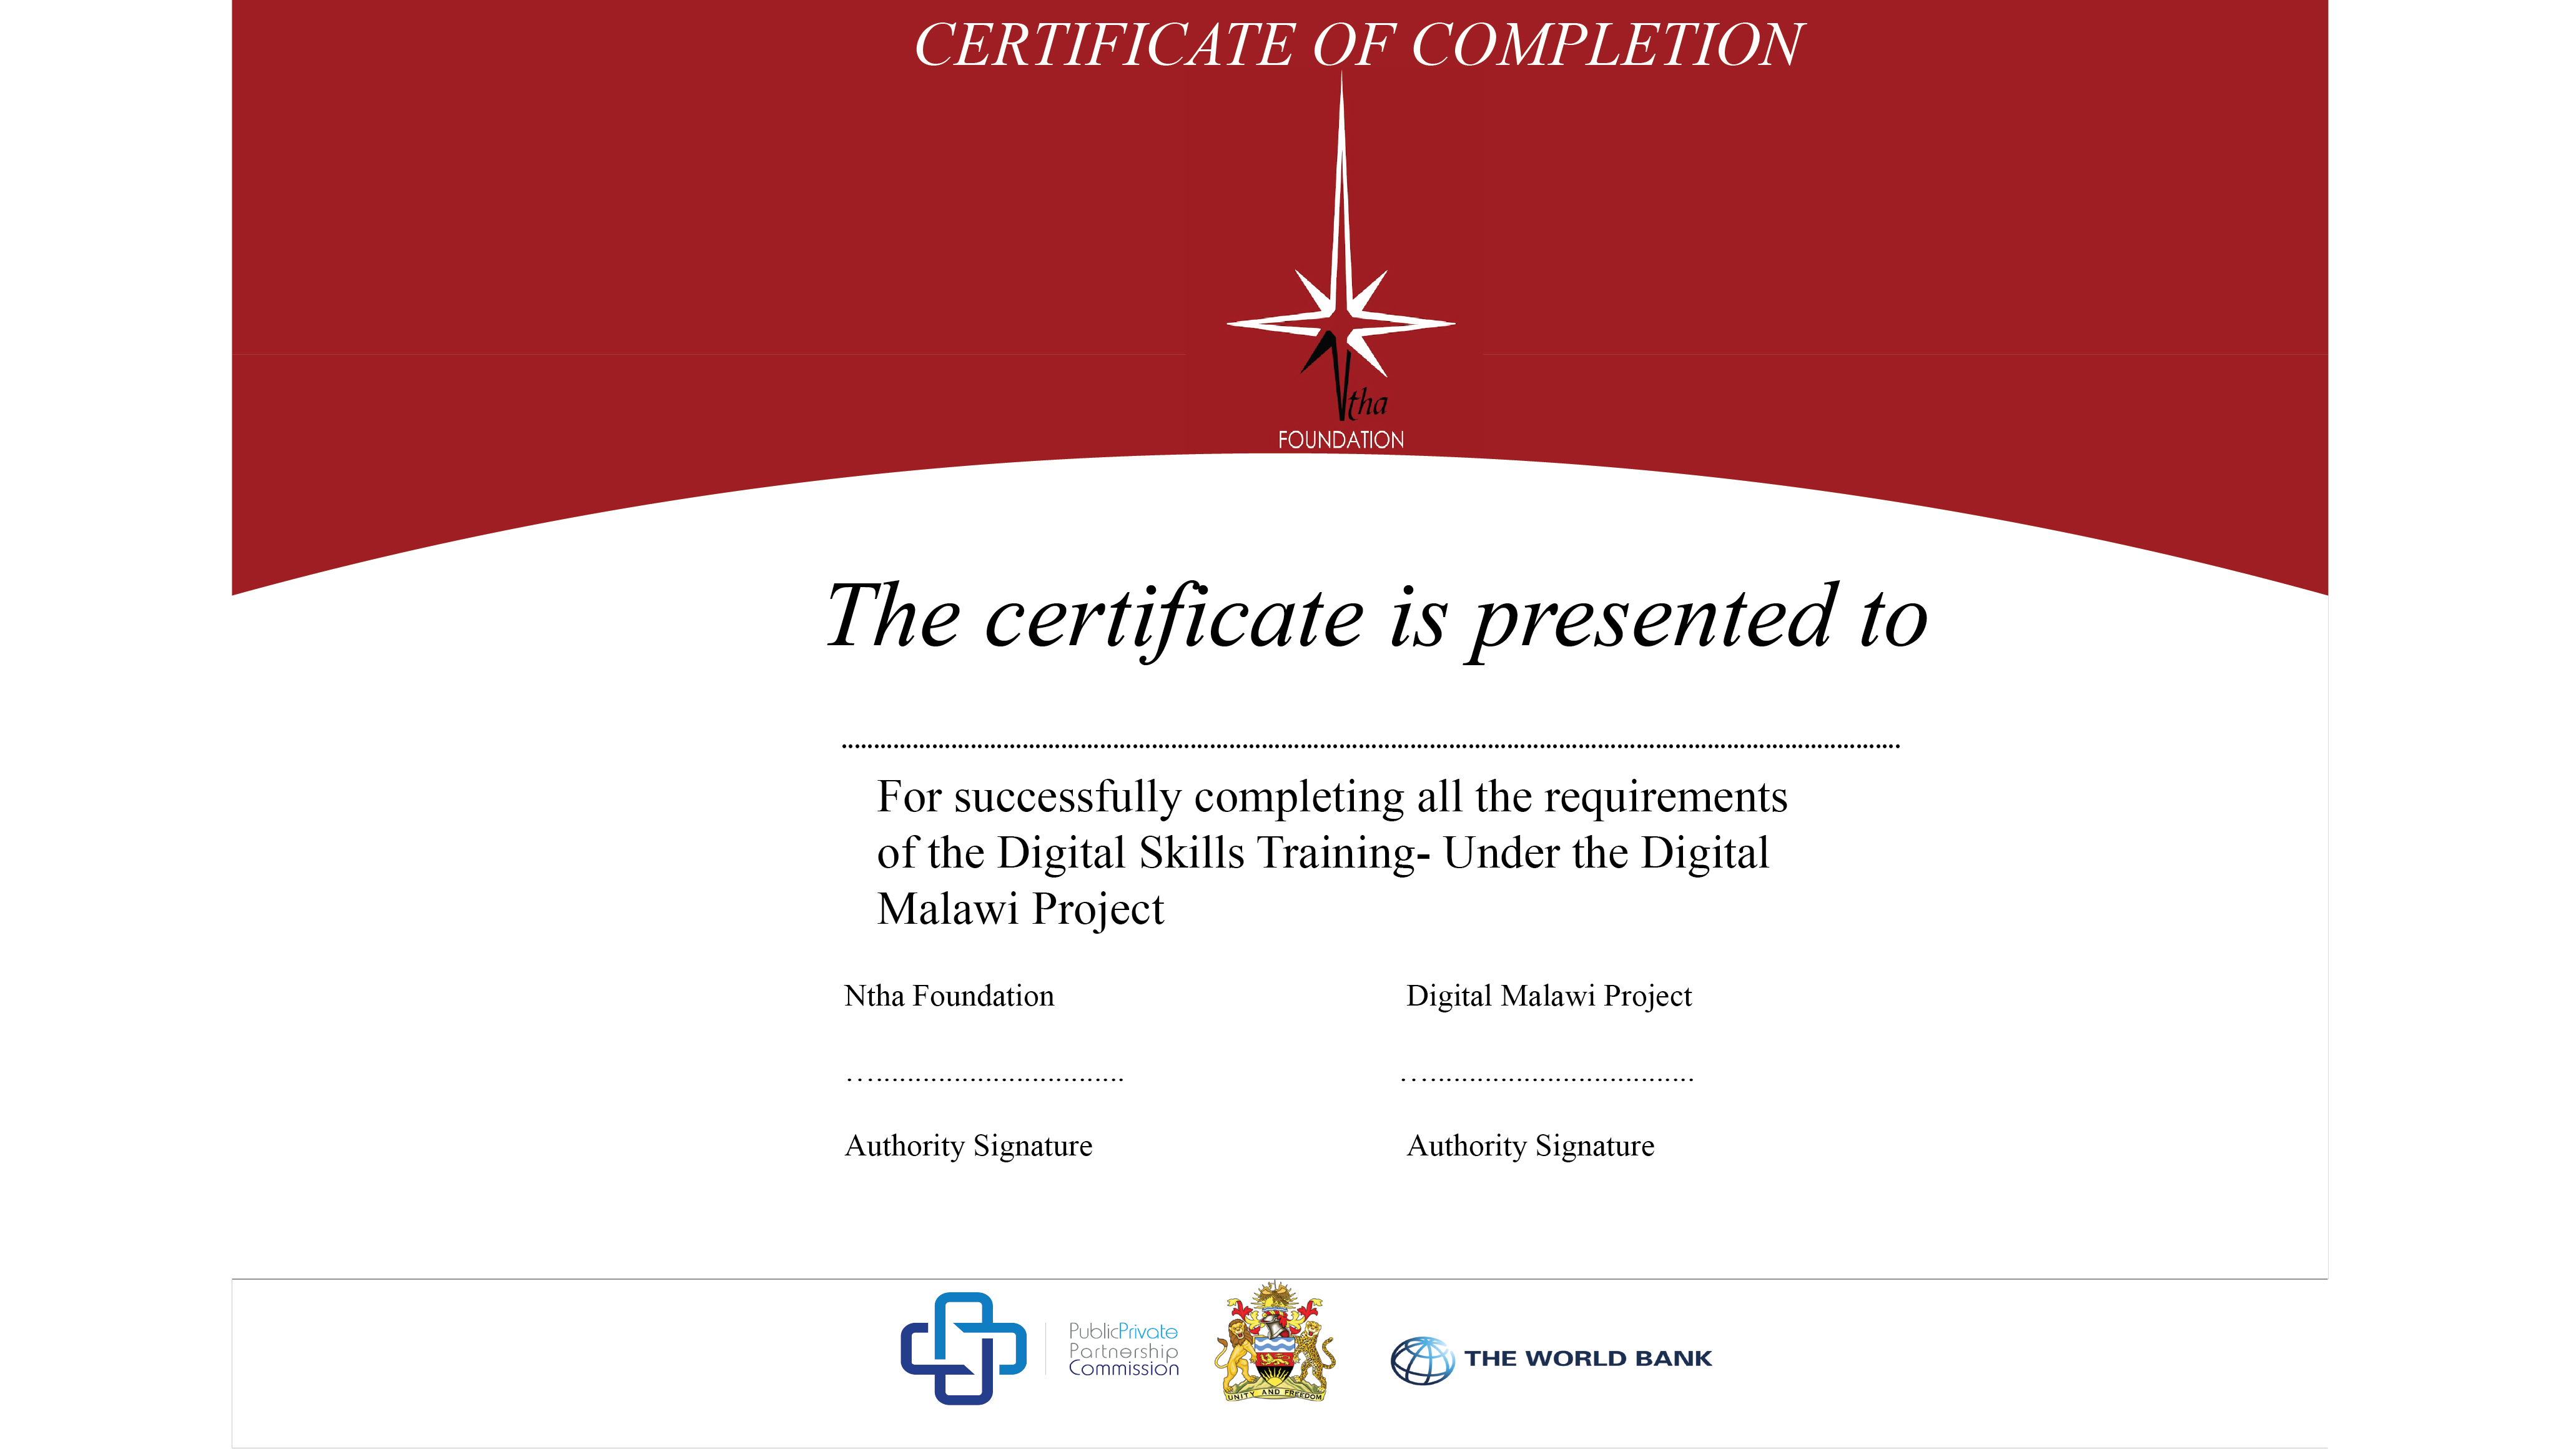 CERTIFICATE OF COMPLETION
Ntha
FOUNDATION
The certificate is presented to
................................................................................
For successfully completing all the requirements
of the Digital Skills Training- Under the Digital
Malawi Project
Ntha Foundation
Digital Malawi Project
...................................
...................................
Authority Signature
Authority Signature
PublicPrivate
Partnership
Commission
UNITY AND FREEDOM
THE WORLD BANK